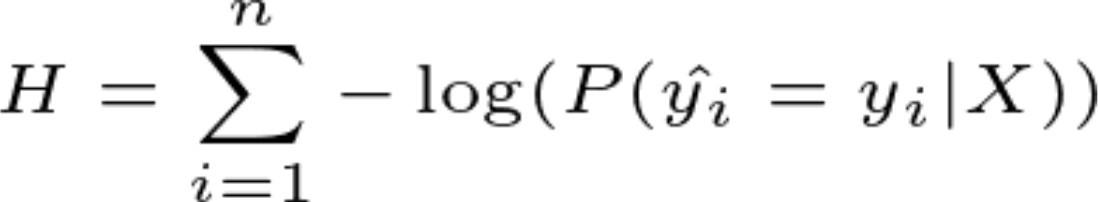 H = \sum_{i=1}^{n} - \log(P(\hat{y_i} = y_i | X))